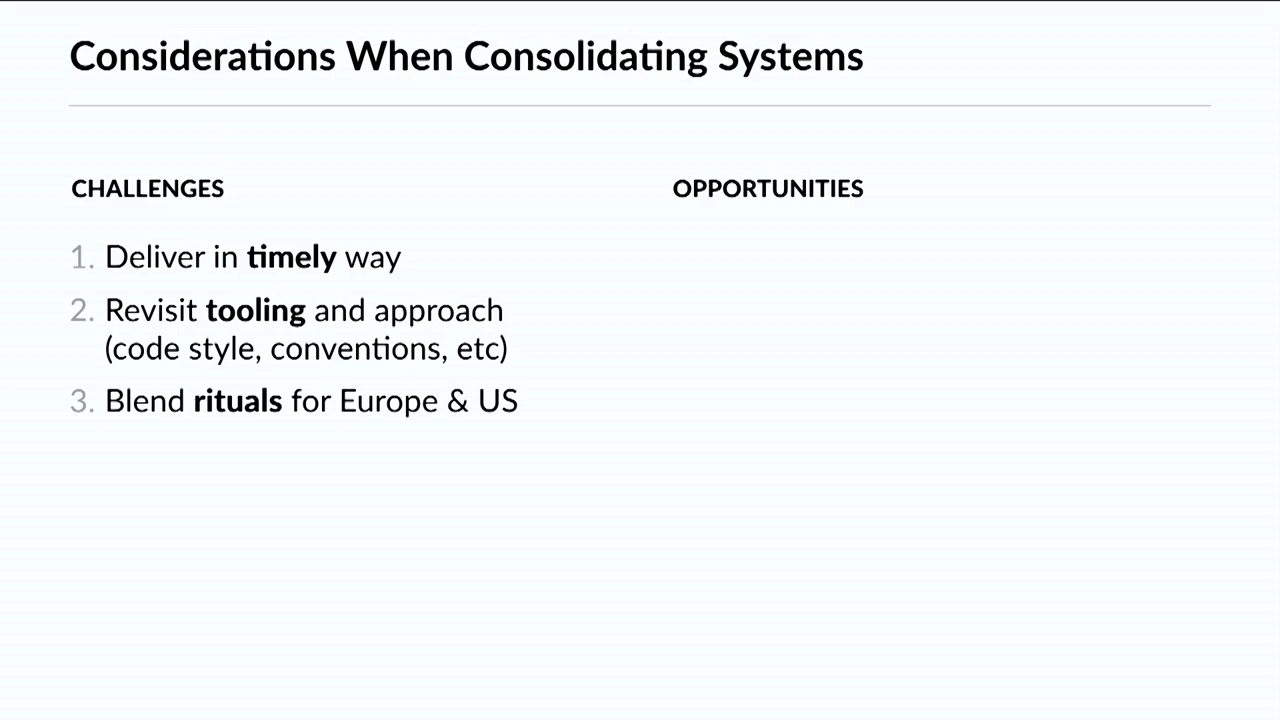 Considerations When Consolidating Systems
CHALLENGES
1. Deliver in timely way
2. Revisit tooling and approach
(code style, conventions, etc)
3. Blend rituals for Europe & US
OPPORTUNITIES